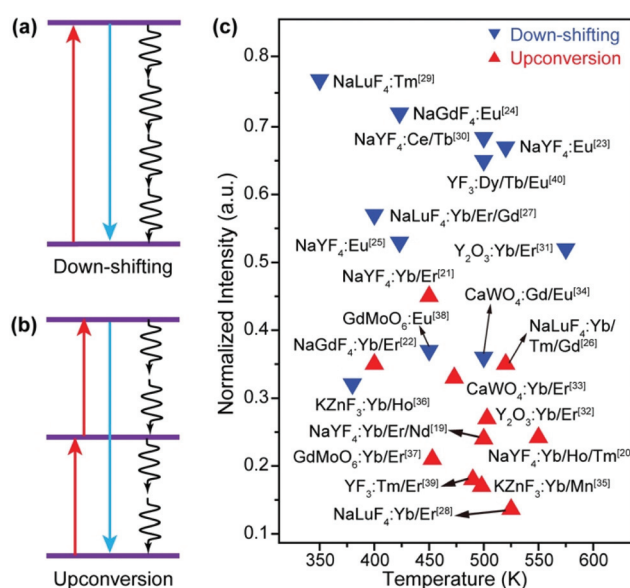 (a)
Down-shifting
(b)
Upconversion
(c)
Normalized Intensity (a.u.)
0.8
0.7
0.6
0.5
0.4
0.3
0.2
0.1
Down-shifting
Upconversion
NaLuF₄:Tm[29]
NaGdF₄:Eu[24]
NaYF₄:Ce/Tb[30]
NaYF₄:Eu[23]
YF₃:Dy/Tb/Eu[40]
NaLuF₄:Yb/Er/Gd[27]
NaYF₄:Eu[25]
Y₂O₃:Yb/Er[31]
NaYF₄:Yb/Er[21]
CaWO₄:Gd/Eu[34]
GdMoO₆:Eu[38]
NaLuF₄:Yb/
Tm/Gd[26]
NaGdF₄:Yb/Er[22]
CaWO₄:Yb/Er[33]
KZnF₃:Yb/Ho[36]
Y₂O₃:Yb/Er[32]
NaYF₄:Yb/Er/Nd[19]
GdMoO₆:Yb/Er[37]
NaYF₄:Yb/Ho/Tm[20
YF₃:Tm/Er[39]
KZnF₃:Yb/Mn[35]
NaLuF₄:Yb/Er[28]
350 400 450 500 550 600
Temperature (K)